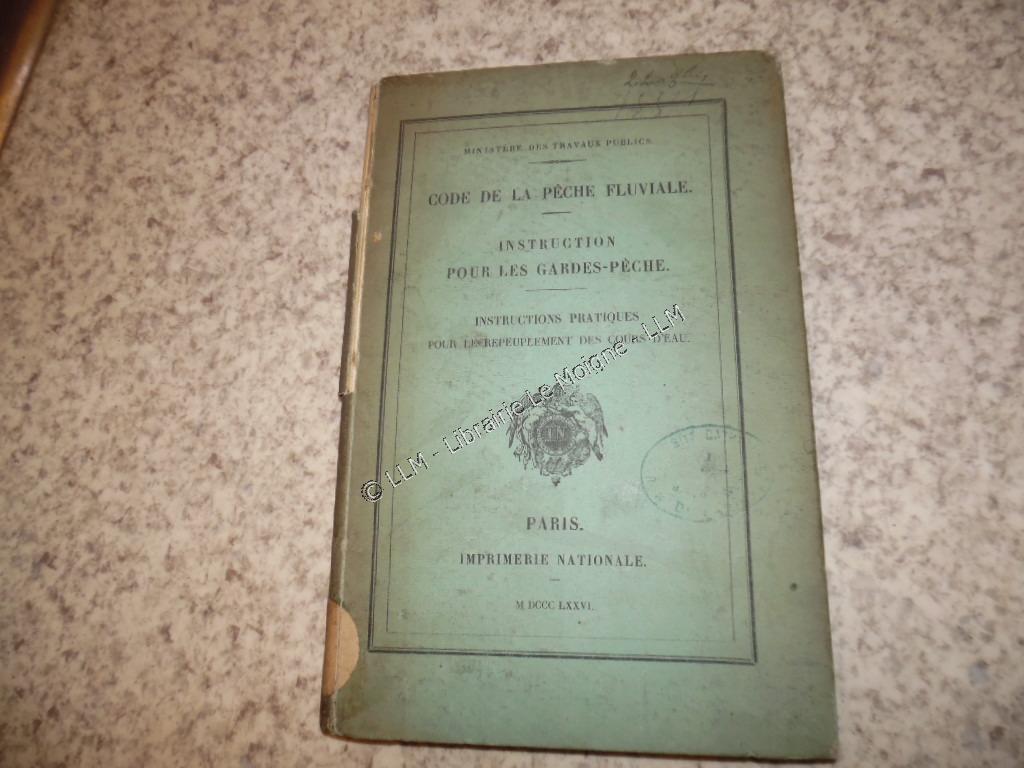 MINISTÈRE DES TRAVAUX PUBLICS.
CODE DE LA PÊCHE FLUVIALE.
INSTRUCTION
POUR LES GARDES-PÊCHE.
INSTRUCTIONS PRATIQUES
POUR LE REPEUPLEMENT DES COURS D'EAU.
© LLM - Librairie Le Moigne - LLM
PARIS.
IMPRIMERIE NATIONALE.
M DCCC LXXVI.